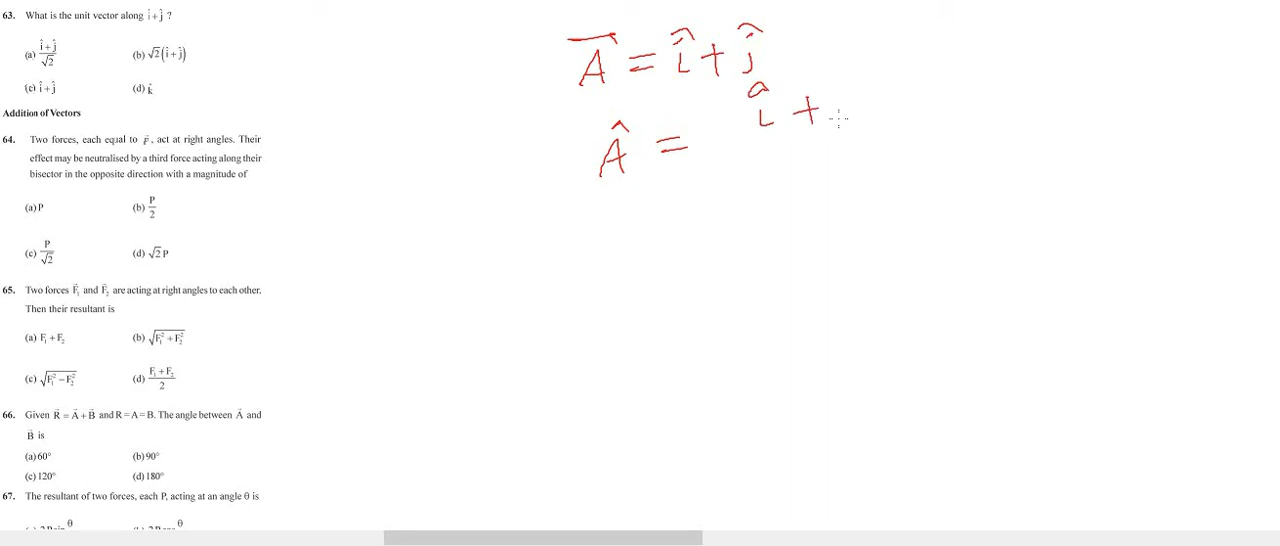 63. What is the unit vector along î + ĵ ?
(a) (î + ĵ)/√2 (b) √2(î + ĵ)
(c) î + ĵ (d) k̂
Addition of Vectors
64. Two forces, each equal to P⃗, act at right angles. Their
effect may be neutralised by a third force acting along their
bisector in the opposite direction with a magnitude of
(a) P (b) P/2
(c) P/√2 (d) √2 P
65. Two forces F⃗₁ and F⃗₂ are acting at right angles to each other.
Then their resultant is
(a) F₁ + F₂ (b) √(F₁² + F₂²)
(c) √(F₁² − F₂²) (d) (F₁ + F₂)/2
66. Given R⃗ = A⃗ + B⃗ and R = A = B. The angle between A⃗ and
B⃗ is
(a) 60° (b) 90°
(c) 120° (d) 180°
67. The resultant of two forces, each P, acting at an angle θ is
θ θ
A⃗ = î + ĵ
Â = î +